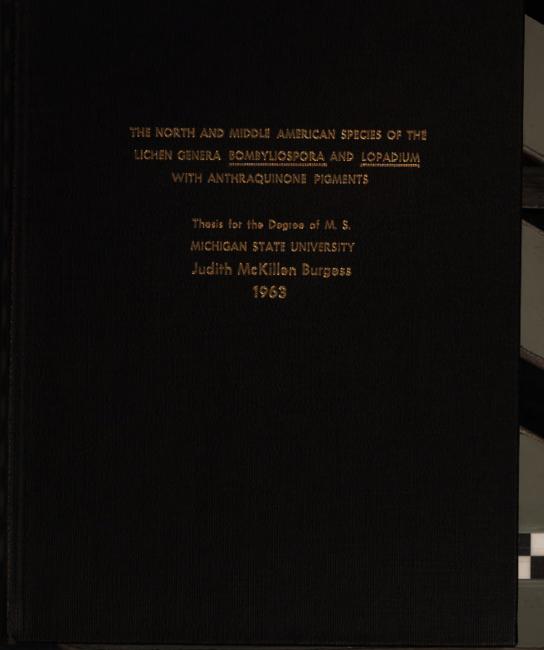 THE NORTH AND MIDDLE AMERICAN SPECIES OF THE
LICHEN GENERA BOMBYLIOSPORA AND LOPADIUM
WITH ANTHRAQUINONE PIGMENTS
Thesis for the Degree of M. S.
MICHIGAN STATE UNIVERSITY
Judith McKillen Burgess
1963